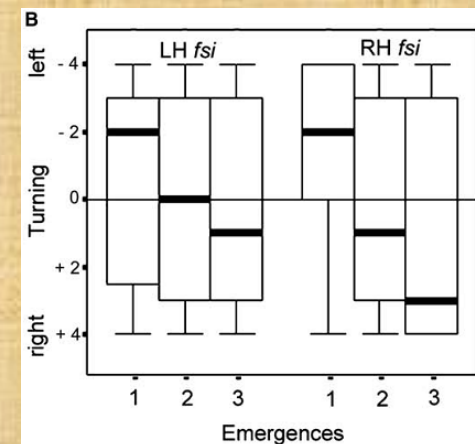 B
LH fsi RH fsi
left
Turning
right
- 4
- 2
0
+ 2
+ 4
1 2 3 1 2 3
Emergences